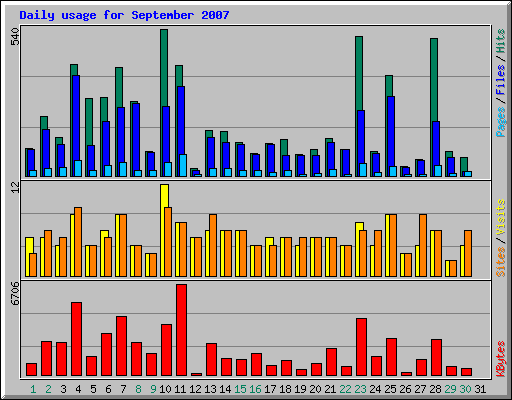 Daily usage for September 2007
540
Pages / Files / Hits
12
Sites / Visits
6706
KBytes
1 2 3 4 5 6 7 8 9 10 11 12 13 14 15 16 17 18 19 20 21 22 23 24 25 26 27 28 29 30 31